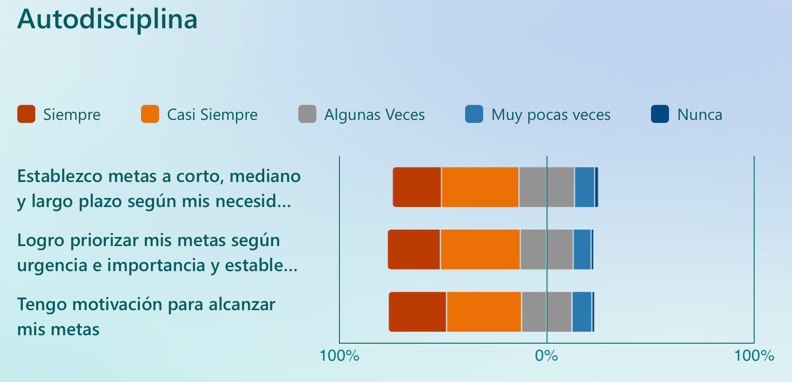 Autodisciplina
Siempre
Casi Siempre
Algunas Veces
Muy pocas veces
Nunca
Establezco metas a corto, mediano
y largo plazo según mis necesid...
Logro priorizar mis metas según
urgencia e importancia y estable...
Tengo motivación para alcanzar
mis metas
100%
0%
100%